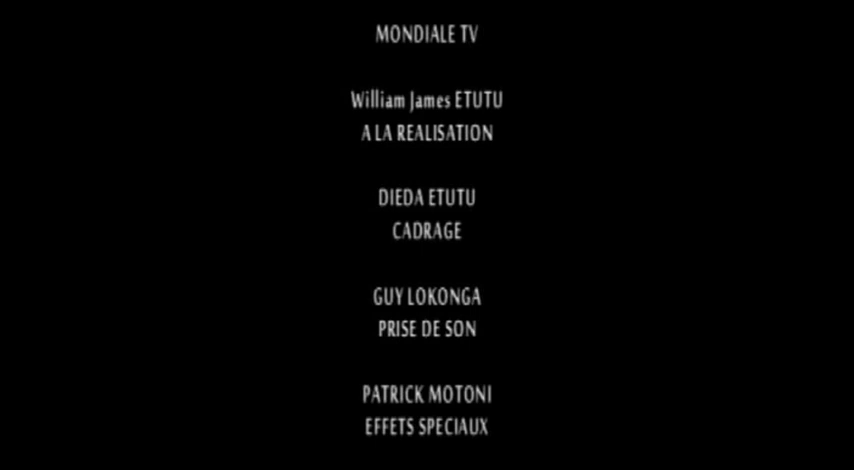 MONDIALE TV
William James ETUTU
A LA REALISATION
DIEDA ETUTU
CADRAGE
GUY LOKONGA
PRISE DE SON
PATRICK MOTONI
EFFETS SPECIAUX